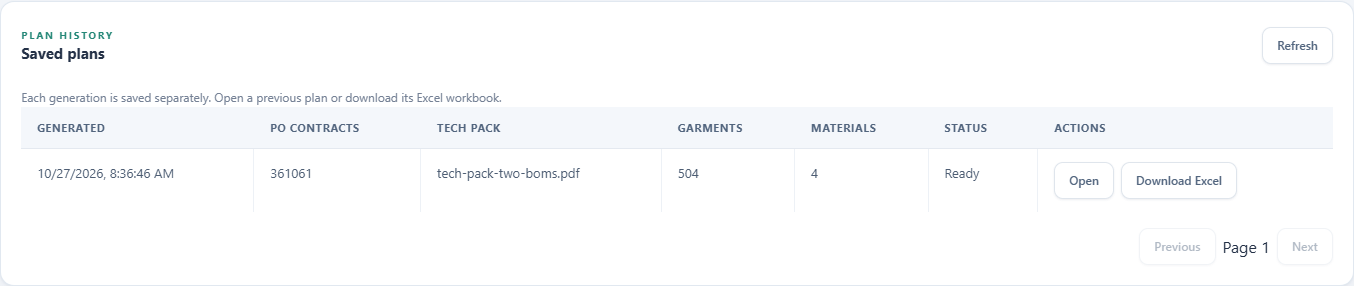 PLAN HISTORY
Saved plans
Refresh
Each generation is saved separately. Open a previous plan or download its Excel workbook.
GENERATED PO CONTRACTS TECH PACK GARMENTS MATERIALS STATUS ACTIONS
10/27/2026, 8:36:46 AM 361061 tech-pack-two-boms.pdf 504 4 Ready Open Download Excel
Previous Page 1 Next